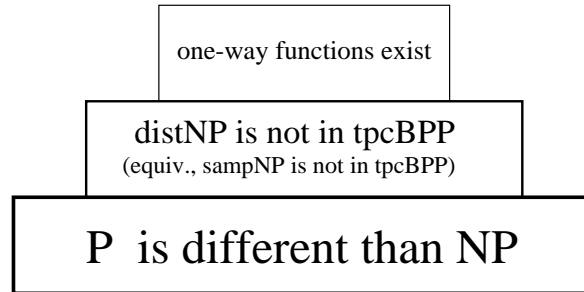 one-way functions exist
distNP is not in tpcBPP
(equiv., sampNP is not in tpcBPP)
P is different than NP